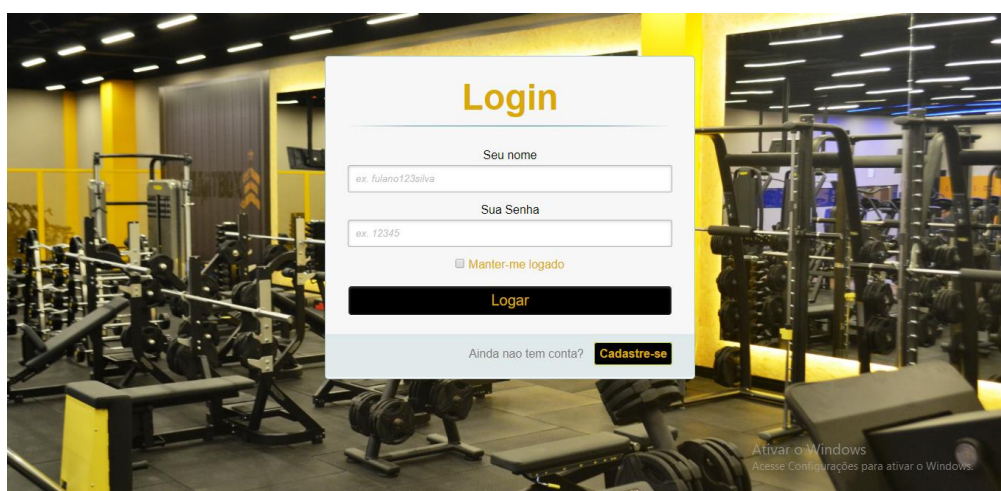 Login
Seu nome
ex. fulano123silva
Sua Senha
ex. 12345
Manter-me logado
Logar
Ainda nao tem conta? Cadastre-se
Ativar o Windows
Acesse Configurações para ativar o Windows.